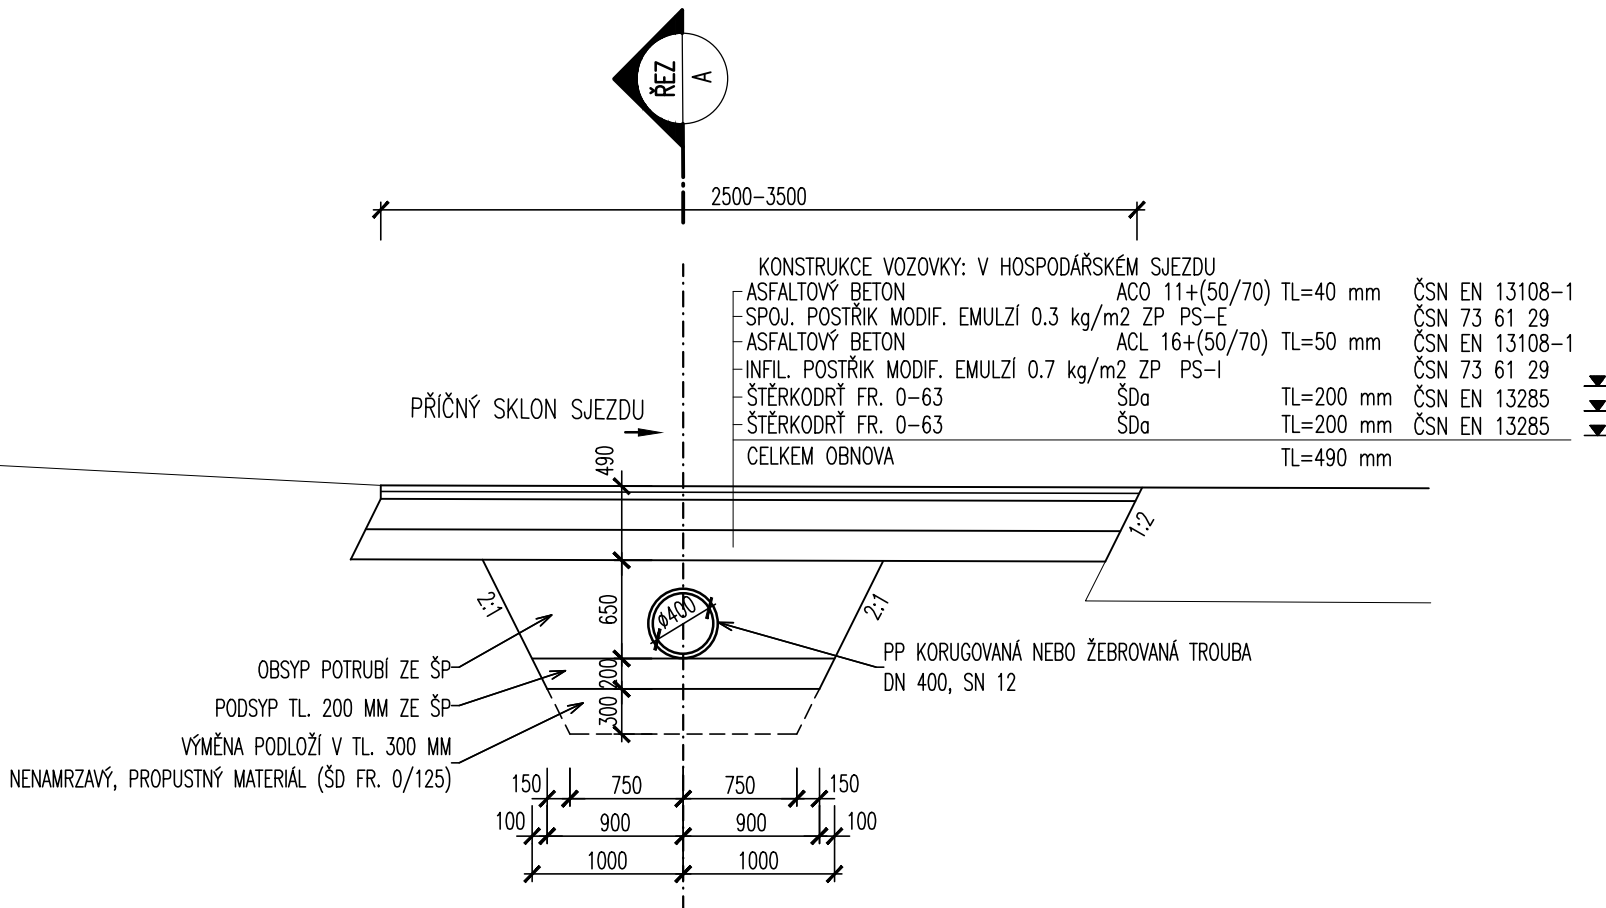 ŘEZ
A
2500-3500
KONSTRUKCE VOZOVKY: V HOSPODÁŘSKÉM SJEZDU
ASFALTOVÝ BETON ACO 11+(50/70) TL=40 mm ČSN EN 13108-1
SPOJ. POSTŘIK MODIF. EMULZÍ 0.3 kg/m2 ZP PS-E ČSN 73 61 29
ASFALTOVÝ BETON ACL 16+(50/70) TL=50 mm ČSN EN 13108-1
INFIL. POSTŘIK MODIF. EMULZÍ 0.7 kg/m2 ZP PS-I ČSN 73 61 29
ŠTĚRKODRŤ FR. 0-63 ŠDa TL=200 mm ČSN EN 13285
ŠTĚRKODRŤ FR. 0-63 ŠDa TL=200 mm ČSN EN 13285
CELKEM OBNOVA TL=490 mm
PŘÍČNÝ SKLON SJEZDU
490
1:2
2:1
650
ø400
2:1
OBSYP POTRUBÍ ZE ŠP
200
PP KORUGOVANÁ NEBO ŽEBROVANÁ TROUBA
DN 400, SN 12
PODSYP TL. 200 MM ZE ŠP
300
VÝMĚNA PODLOŽÍ V TL. 300 MM
NENAMRZAVÝ, PROPUSTNÝ MATERIÁL (ŠD FR. 0/125)
150 750 750 150
100 900 900 100
1000 1000